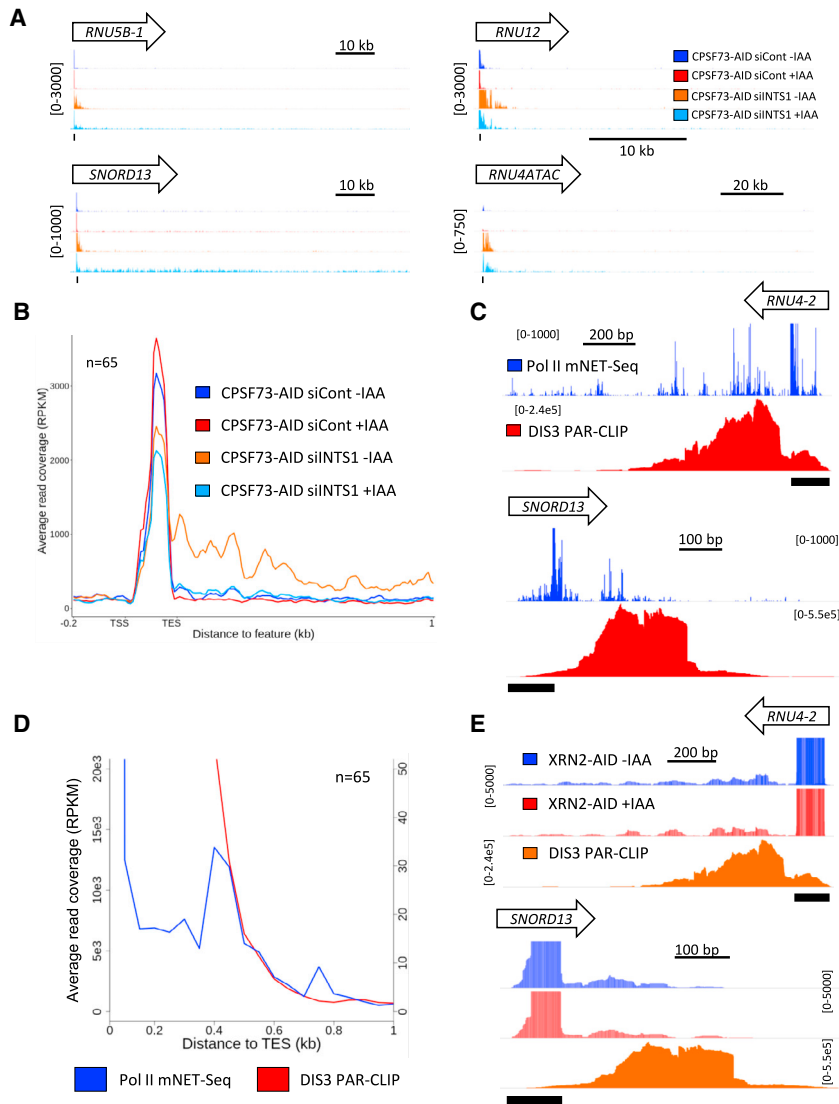 A
RNU5B-1
10 kb
[0-3000]
RNU12
[0-3000]
CPSF73-AID siCont -IAA
CPSF73-AID siCont +IAA
CPSF73-AID siINTS1 -IAA
CPSF73-AID siINTS1 +IAA
10 kb
SNORD13
10 kb
[0-1000]
RNU4ATAC
20 kb
[0-750]
B
n=65
CPSF73-AID siCont -IAA
CPSF73-AID siCont +IAA
CPSF73-AID siINTS1 -IAA
CPSF73-AID siINTS1 +IAA
Average read coverage (RPKM)
3000
2000
1000
0
-0.2
TSS
TES
1
Distance to feature (kb)
C
RNU4-2
[0-1000]
200 bp
Pol II mNET-Seq
[0-2.4e5]
DIS3 PAR-CLIP
SNORD13
100 bp
[0-1000]
[0-5.5e5]
D
n=65
Average read coverage (RPKM)
20e3
15e3
10e3
5e3
0
50
40
30
20
10
0
0
0.2
0.4
0.6
0.8
1
Distance to TES (kb)
Pol II mNET-Seq
DIS3 PAR-CLIP
E
RNU4-2
200 bp
XRN2-AID -IAA
XRN2-AID +IAA
DIS3 PAR-CLIP
[0-5000]
[0-2.4e5]
SNORD13
100 bp
[0-5000]
[0-5.5e5]